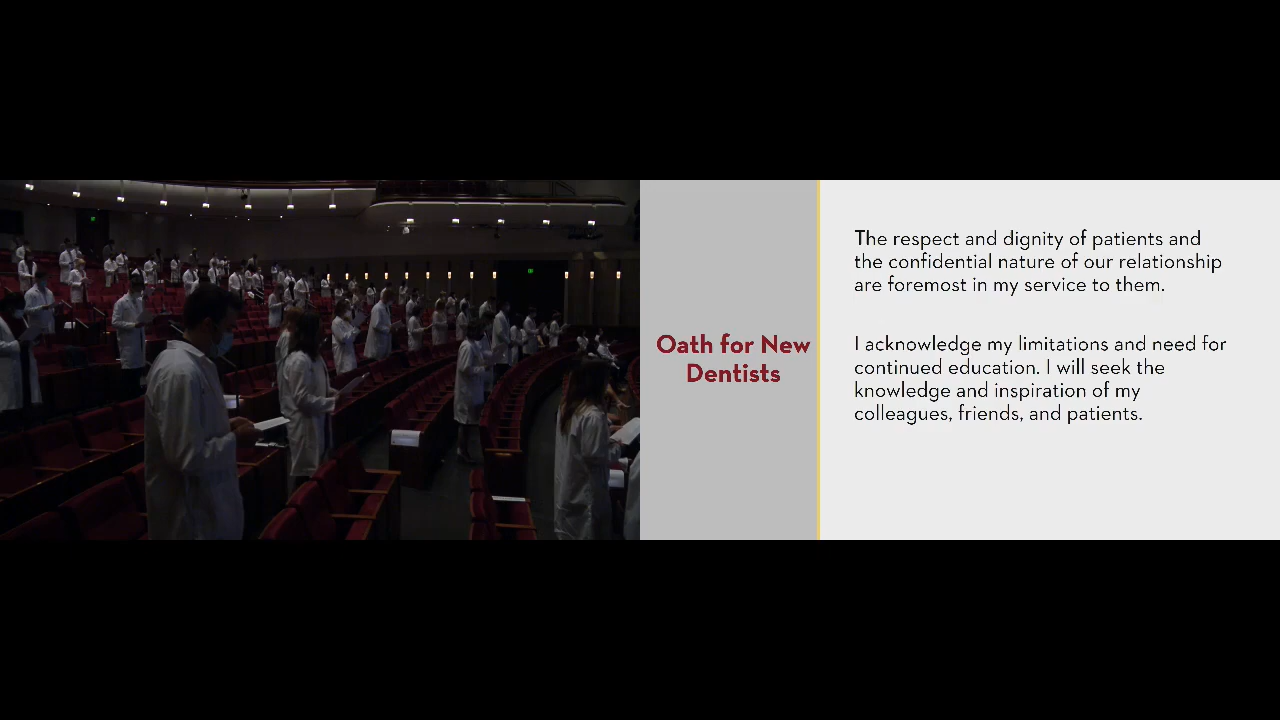 Oath for New
Dentists
The respect and dignity of patients and
the confidential nature of our relationship
are foremost in my service to them.
I acknowledge my limitations and need for
continued education. I will seek the
knowledge and inspiration of my
colleagues, friends, and patients.